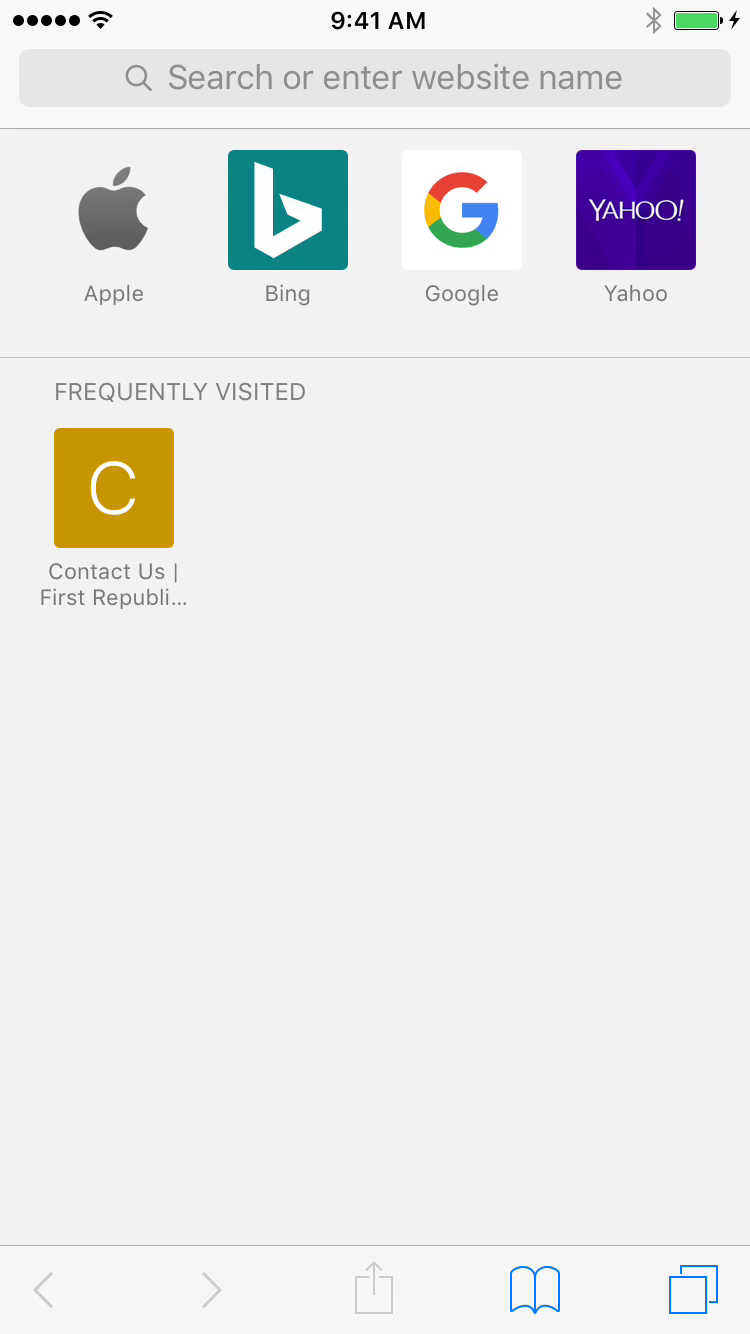 9:41 AM
Search or enter website name
YAHOO!
Apple
Bing
Google
Yahoo
FREQUENTLY VISITED
C
Contact Us |
First Republi...